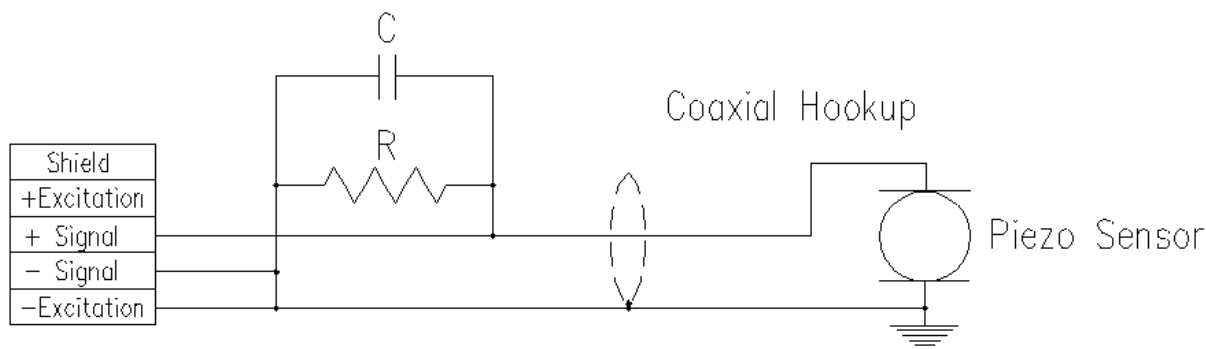 C
Coaxial Hookup
R
Shield
+Excitation
+ Signal
- Signal
-Excitation
Piezo Sensor